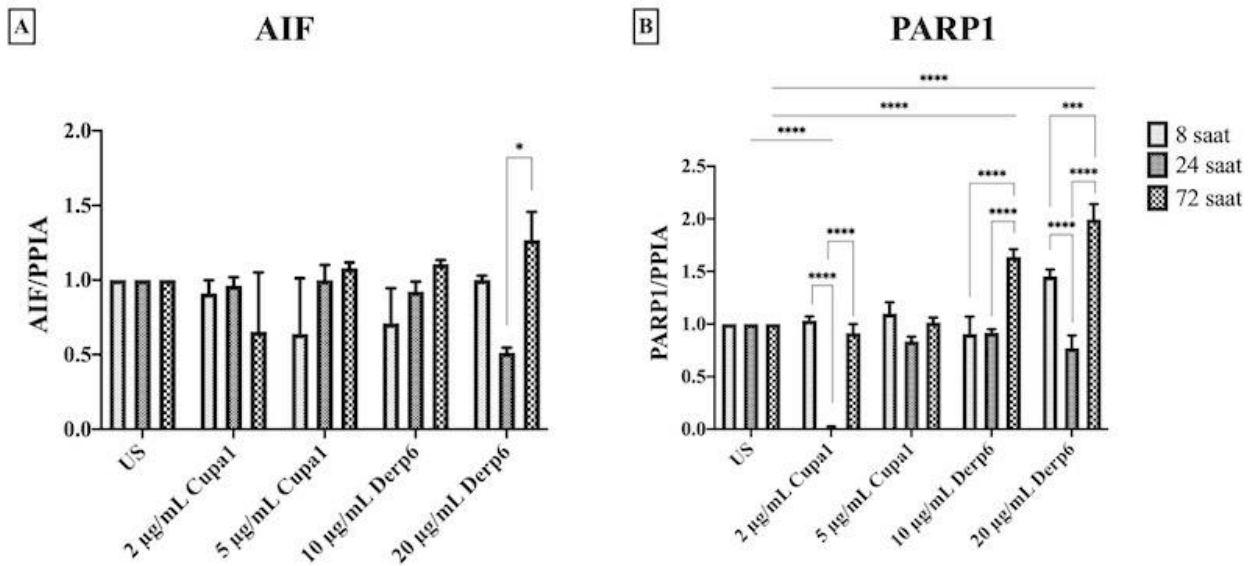 A
AIF
AIF/PPIA
2.0
1.5
1.0
0.5
0.0
*
US
2 µg/mL Cupa1
5 µg/mL Cupa1
10 µg/mL Derp6
20 µg/mL Derp6
B
PARP1
PARP1/PPIA
2.5
2.0
1.5
1.0
0.5
0.0
****
****
****
***
****
****
****
****
****
****
US
2 µg/mL Cupa1
5 µg/mL Cupa1
10 µg/mL Derp6
20 µg/mL Derp6
8 saat
24 saat
72 saat